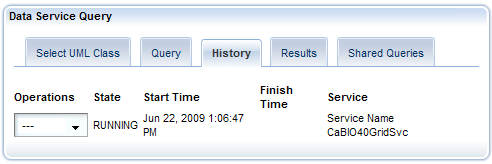 Data Service Query
Select UML Class Query History Results Shared Queries
Operations State Start Time Finish Time Service
--- RUNNING Jun 22, 2009 1:06:47 PM Service Name CaBIO40GridSvc